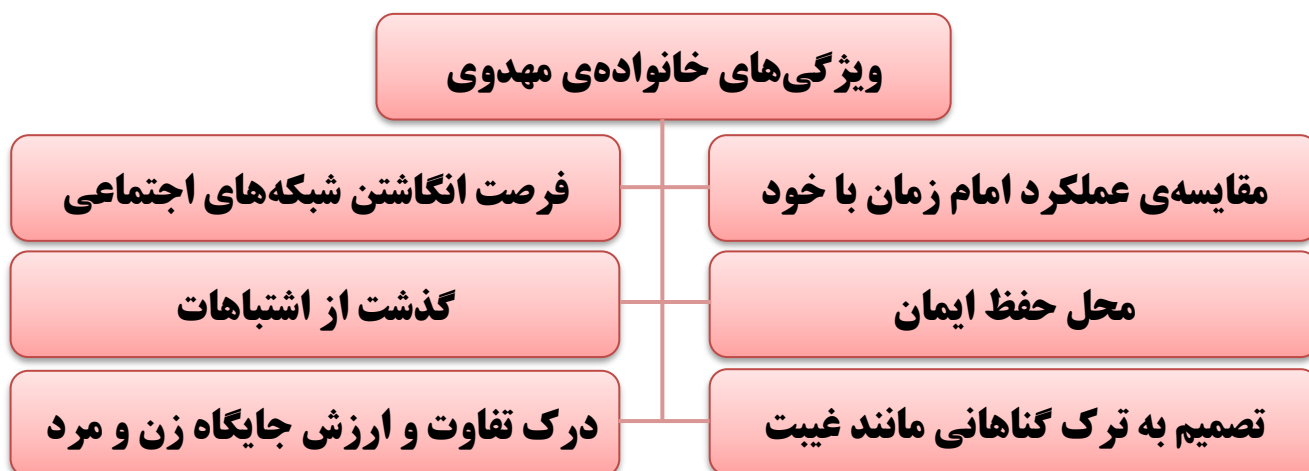 ویژگی‌های خانواده‌ی مهدوی
مقایسه‌ی عملکرد امام زمان با خود
فرصت انگاشتن شبکه‌های اجتماعی
محل حفظ ایمان
گذشت از اشتباهات
تصمیم به ترک گناهانی مانند غیبت
درک تفاوت و ارزش جایگاه زن و مرد